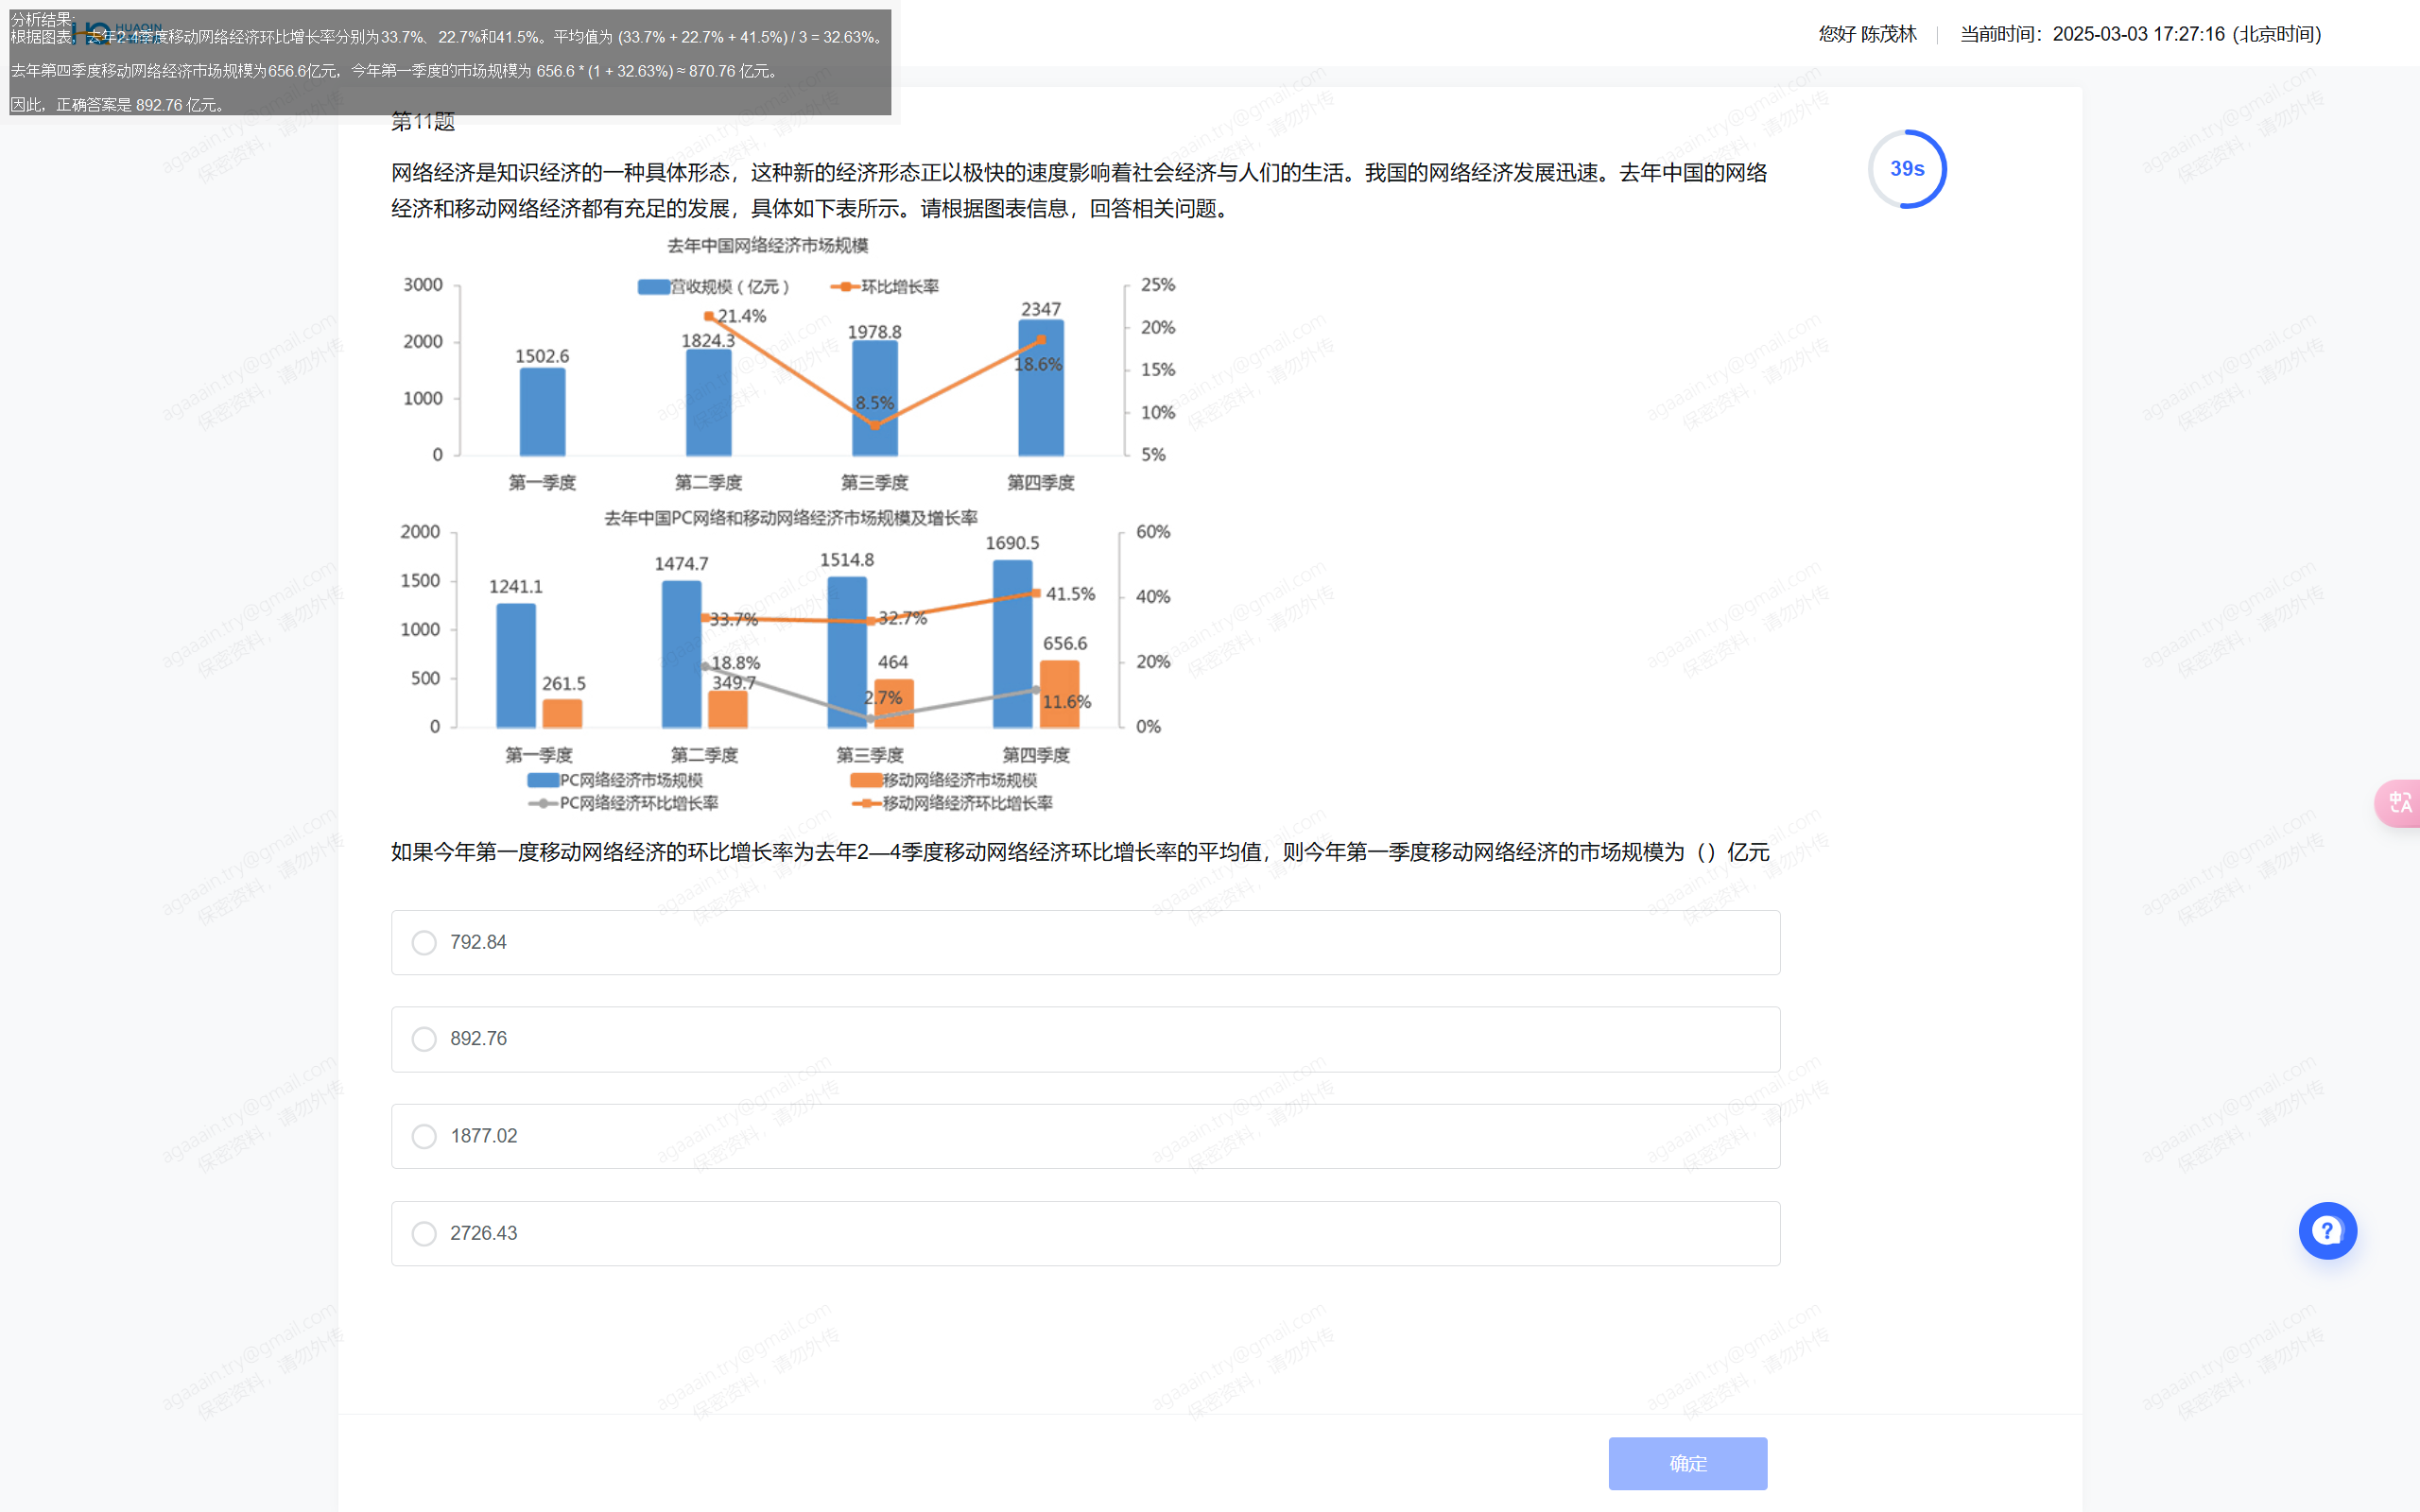 分析结果:
根据图表，去年2-4季度移动网络经济环比增长率分别为33.7%、22.7%和41.5%。平均值为 (33.7% + 22.7% + 41.5%) / 3 = 32.63%。
去年第四季度移动网络经济市场规模为656.6亿元，今年第一季度的市场规模为 656.6 * (1 + 32.63%) ≈ 870.76 亿元。
因此，正确答案是 892.76 亿元。
HUAQIN
您好 陈茂林
当前时间：2025-03-03 17:27:16 (北京时间)
第11题
39s
网络经济是知识经济的一种具体形态，这种新的经济形态正以极快的速度影响着社会经济与人们的生活。我国的网络经济发展迅速。去年中国的网络
经济和移动网络经济都有充足的发展，具体如下表所示。请根据图表信息，回答相关问题。
去年中国网络经济市场规模
营收规模（亿元） 环比增长率
3000 25%
2000 20%
15%
1000 10%
0 5%
1502.6 1824.3 1978.8 2347
21.4% 8.5% 18.6%
第一季度 第二季度 第三季度 第四季度
去年中国PC网络和移动网络经济市场规模及增长率
2000 60%
1500 40%
1000
500 20%
0 0%
1241.1 1474.7 1514.8 1690.5
33.7% 32.7% 41.5%
261.5 349.7 464 656.6
18.8% 2.7% 11.6%
第一季度 第二季度 第三季度 第四季度
PC网络经济市场规模 移动网络经济市场规模
PC网络经济环比增长率 移动网络经济环比增长率
如果今年第一度移动网络经济的环比增长率为去年2—4季度移动网络经济环比增长率的平均值，则今年第一季度移动网络经济的市场规模为（）亿元
792.84
892.76
1877.02
2726.43
确定
agaaain.try@gmail.com
保密资料，请勿外传